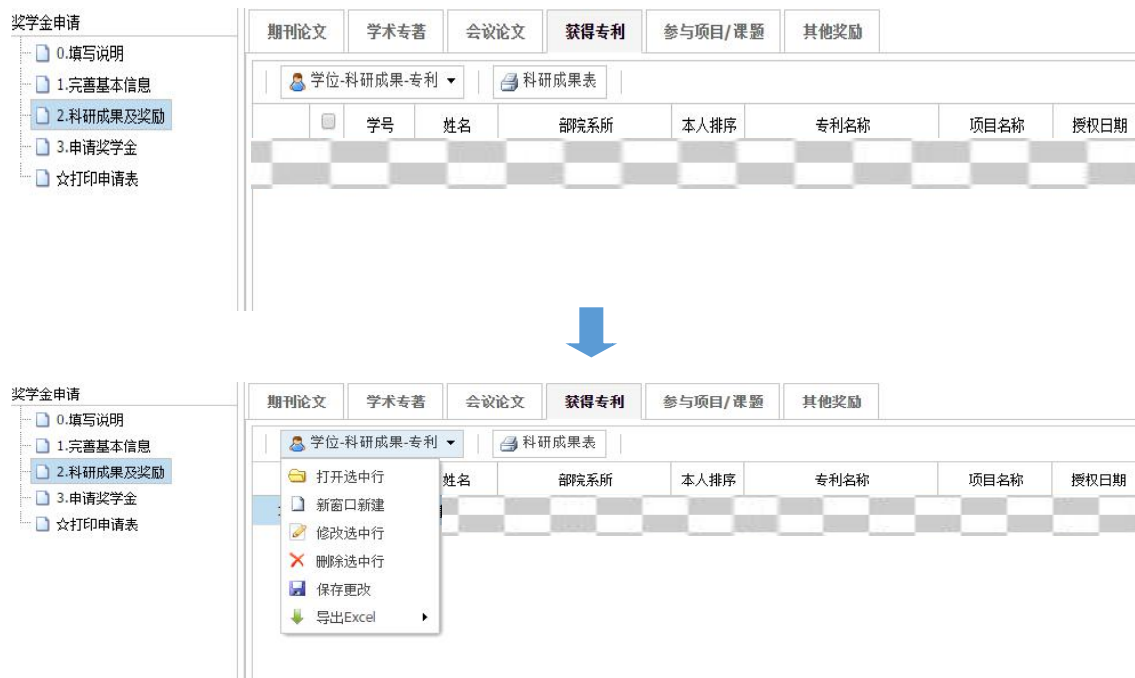 奖学金申请
0.填写说明
1.完善基本信息
2.科研成果及奖励
3.申请奖学金
☆打印申请表
期刊论文 学术专著 会议论文 获得专利 参与项目/课题 其他奖励
学位-科研成果-专利 科研成果表
学号 姓名 部院系所 本人排序 专利名称 项目名称 授权日期
奖学金申请
0.填写说明
1.完善基本信息
2.科研成果及奖励
3.申请奖学金
☆打印申请表
期刊论文 学术专著 会议论文 获得专利 参与项目/课题 其他奖励
学位-科研成果-专利 科研成果表
姓名 部院系所 本人排序 专利名称 项目名称 授权日期
打开选中行
新窗口新建
修改选中行
删除选中行
保存更改
导出Excel